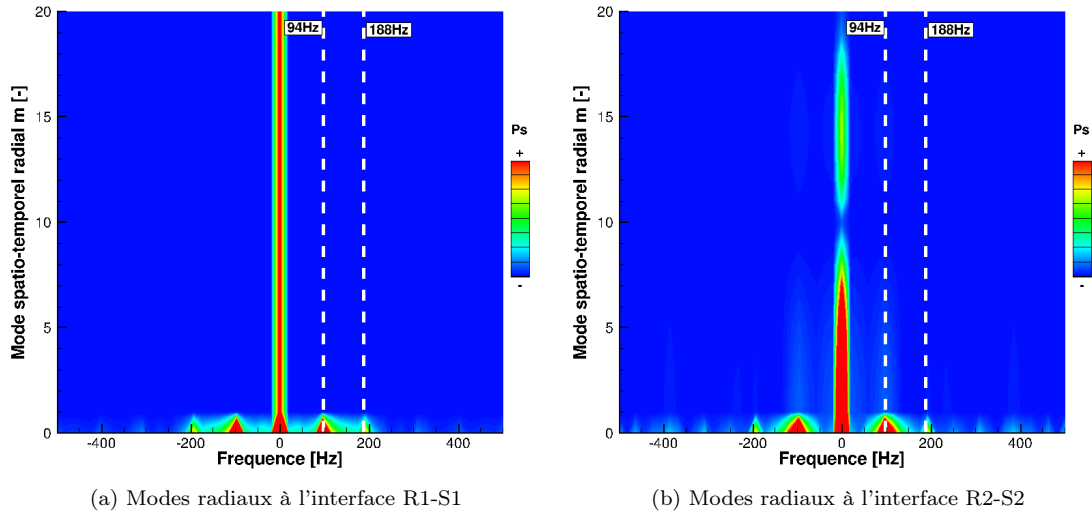 94Hz
188Hz
20
15
10
5
0
Mode spatio-temporel radial m [-]
-400
-200
0
200
400
Frequence [Hz]
Ps
+
-
(a) Modes radiaux à l'interface R1-S1
94Hz
188Hz
20
15
10
5
0
Mode spatio-temporel radial m [-]
-400
-200
0
200
400
Frequence [Hz]
Ps
+
-
(b) Modes radiaux à l'interface R2-S2